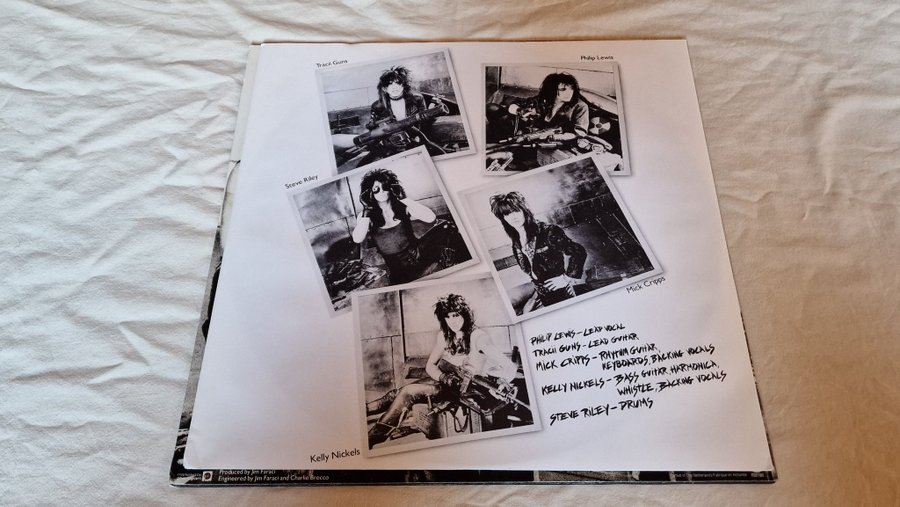 Tracii Guns
Philip Lewis
Steve Riley
Mick Cripps
PHILIP LEWIS – LEAD VOCAL
TRACII GUNS – LEAD GUITAR
MICK CRIPPS – RHYTHM GUITAR,
KEYBOARDS, BACKING VOCALS
KELLY NICKELS – BASS GUITAR, HARMONICA,
WHISTLE, BACKING VOCALS
STEVE RILEY – DRUMS
Kelly Nickels
Produced by Jim Faraci
Engineered by Jim Faraci and Charlie Brocco